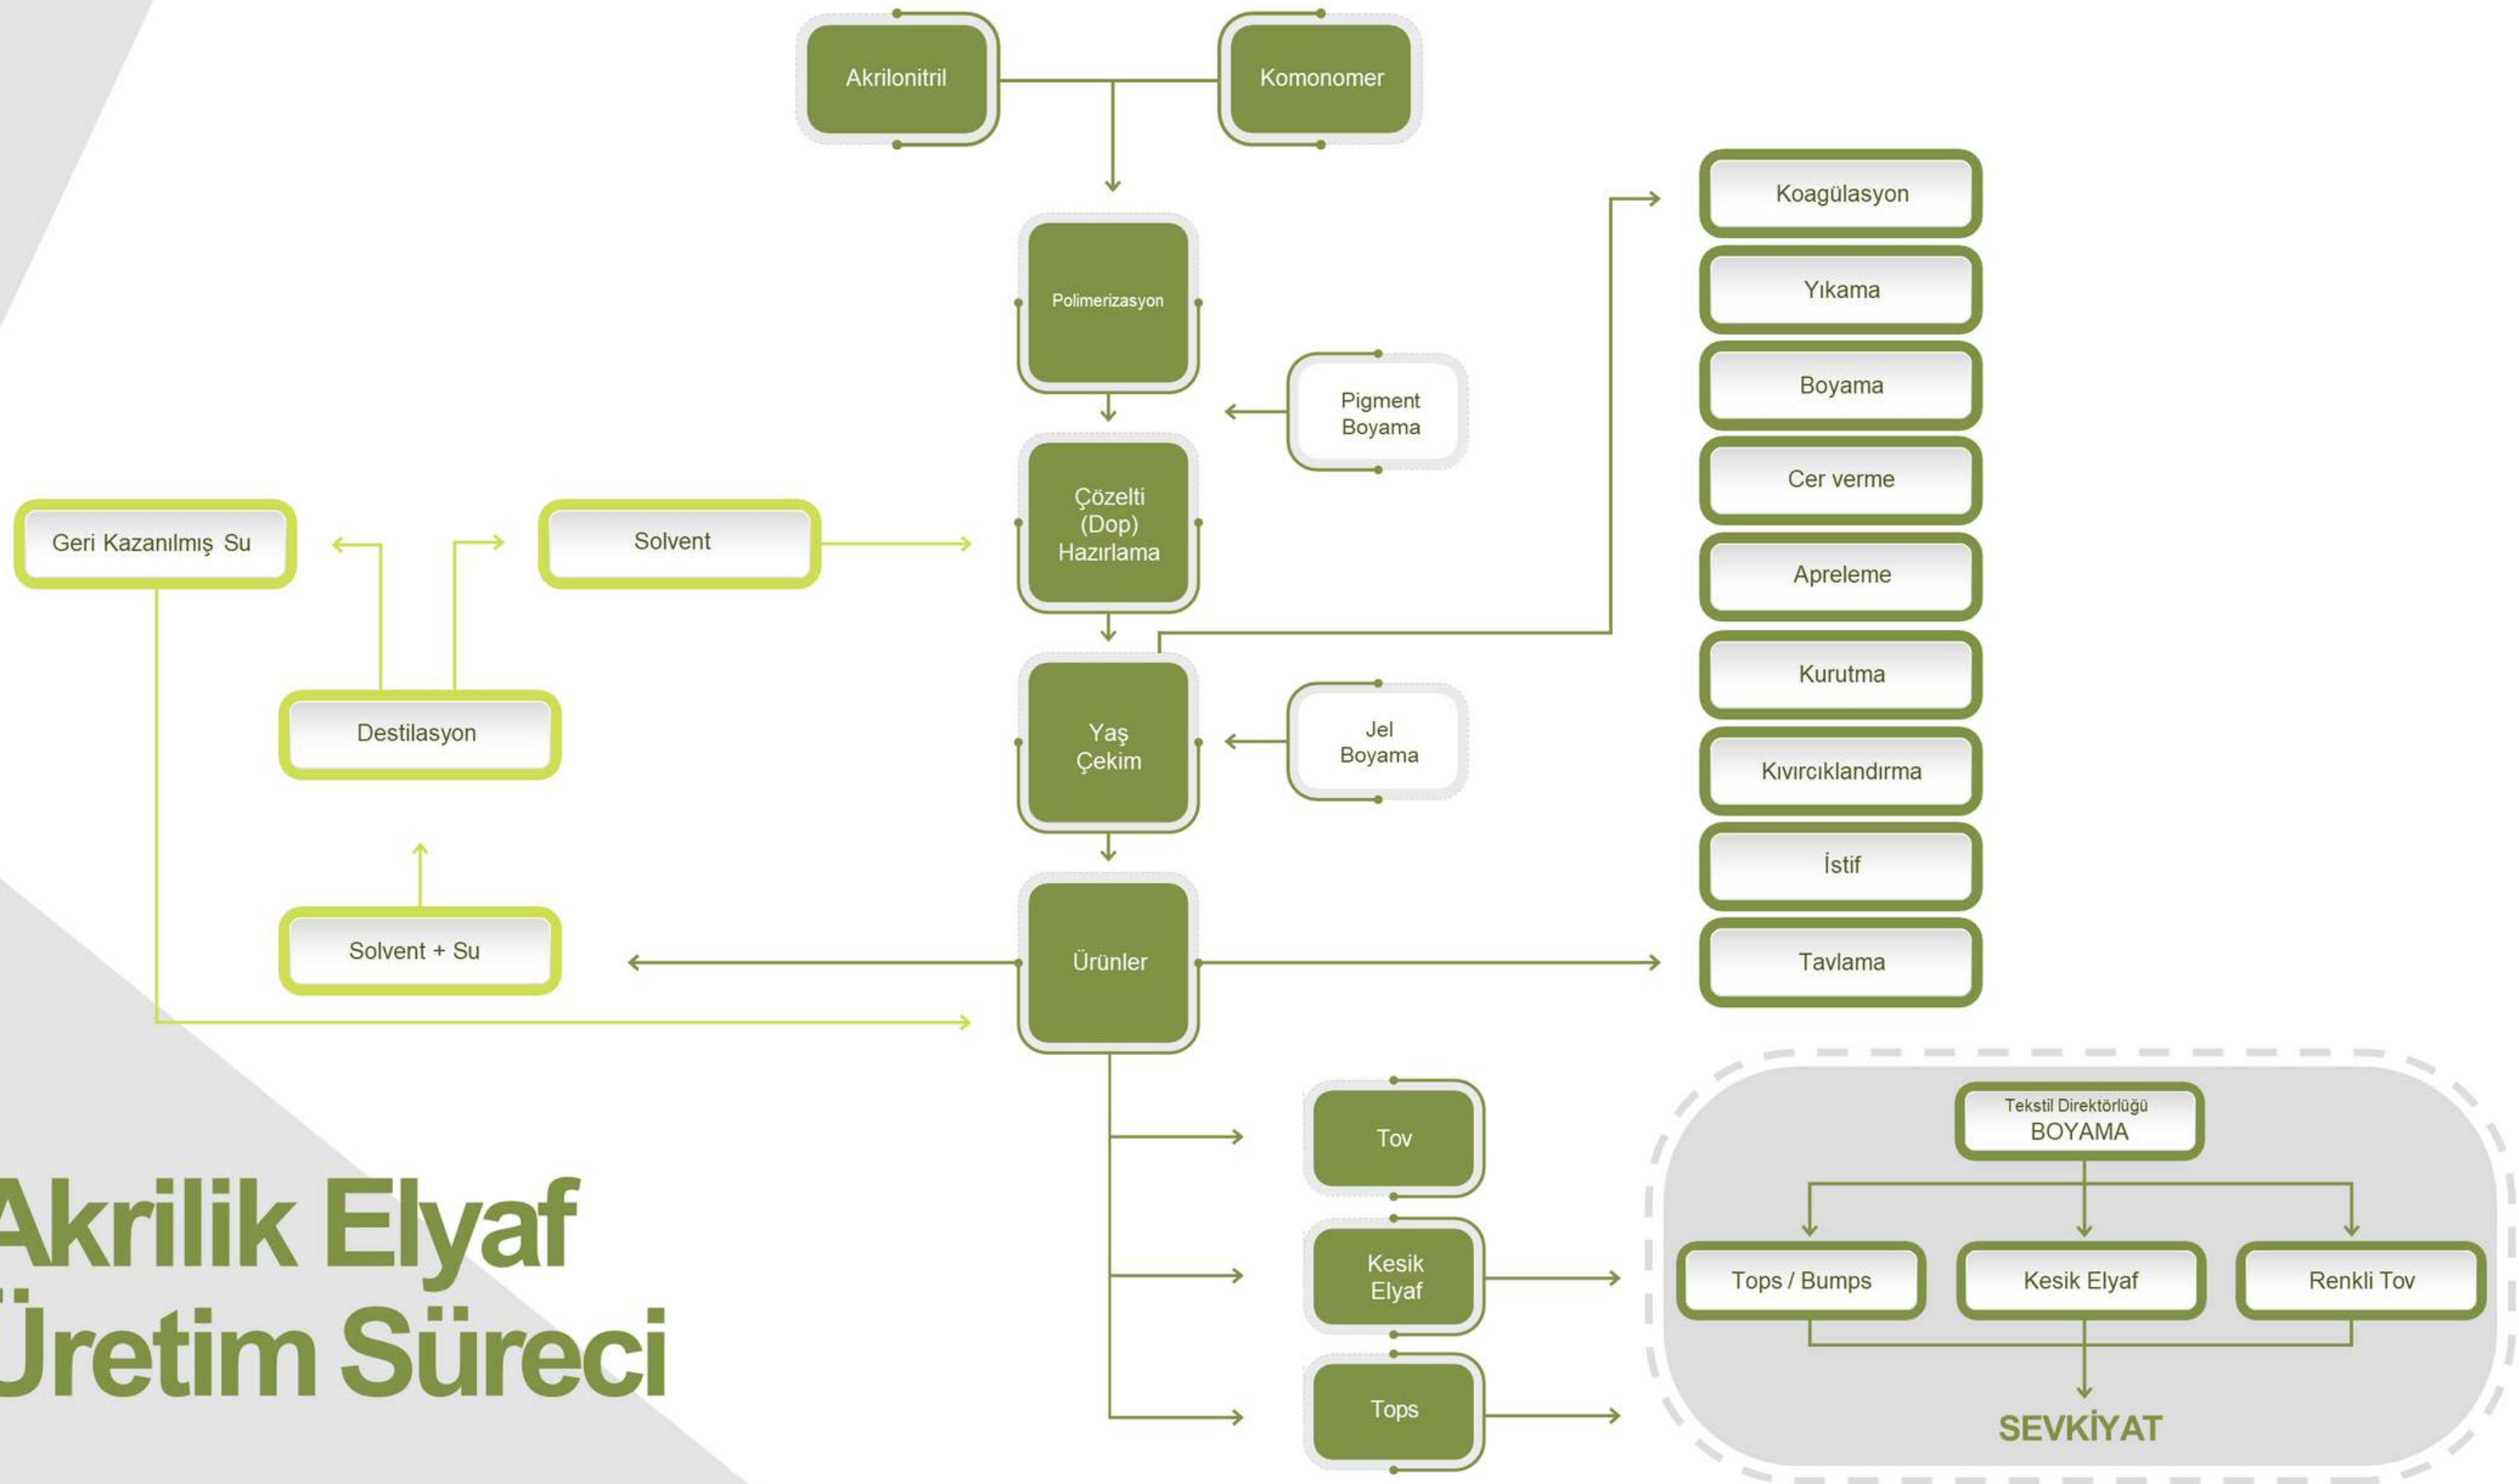 Akrilonitril
Komonomer
Polimerizasyon
Pigment
Boyama
Çözelti
(Dop)
Hazırlama
Geri Kazanılmış Su
Solvent
Destilasyon
Solvent + Su
Yaş
Çekim
Jel
Boyama
Ürünler
Koagülasyon
Yıkama
Boyama
Cer verme
Apreleme
Kurutma
Kıvırcıklandırma
İstif
Tavlama
Tov
Kesik
Elyaf
Tops
Tekstil Direktörlüğü
BOYAMA
Tops / Bumps
Kesik Elyaf
Renkli Tov
SEVKİYAT
Akrilik Elyaf
Üretim Süreci